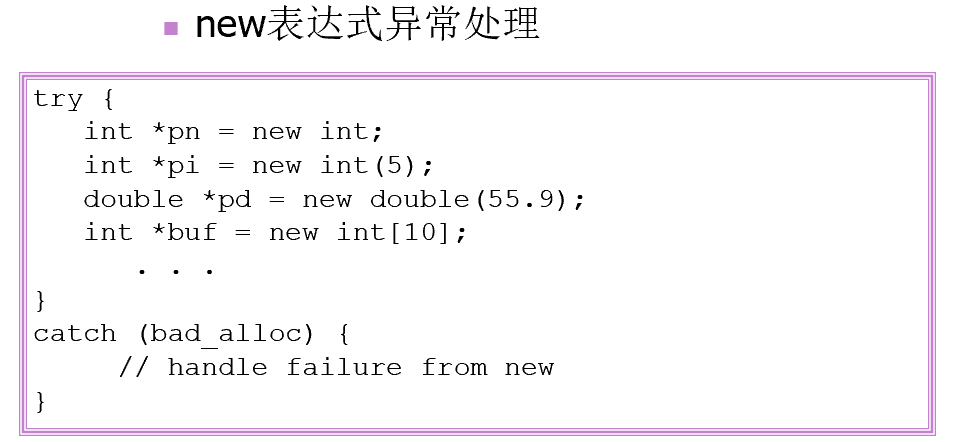 new表达式异常处理
try {
int *pn = new int;
int *pi = new int(5);
double *pd = new double(55.9);
int *buf = new int[10];
. . .
}
catch (bad_alloc) {
// handle failure from new
}